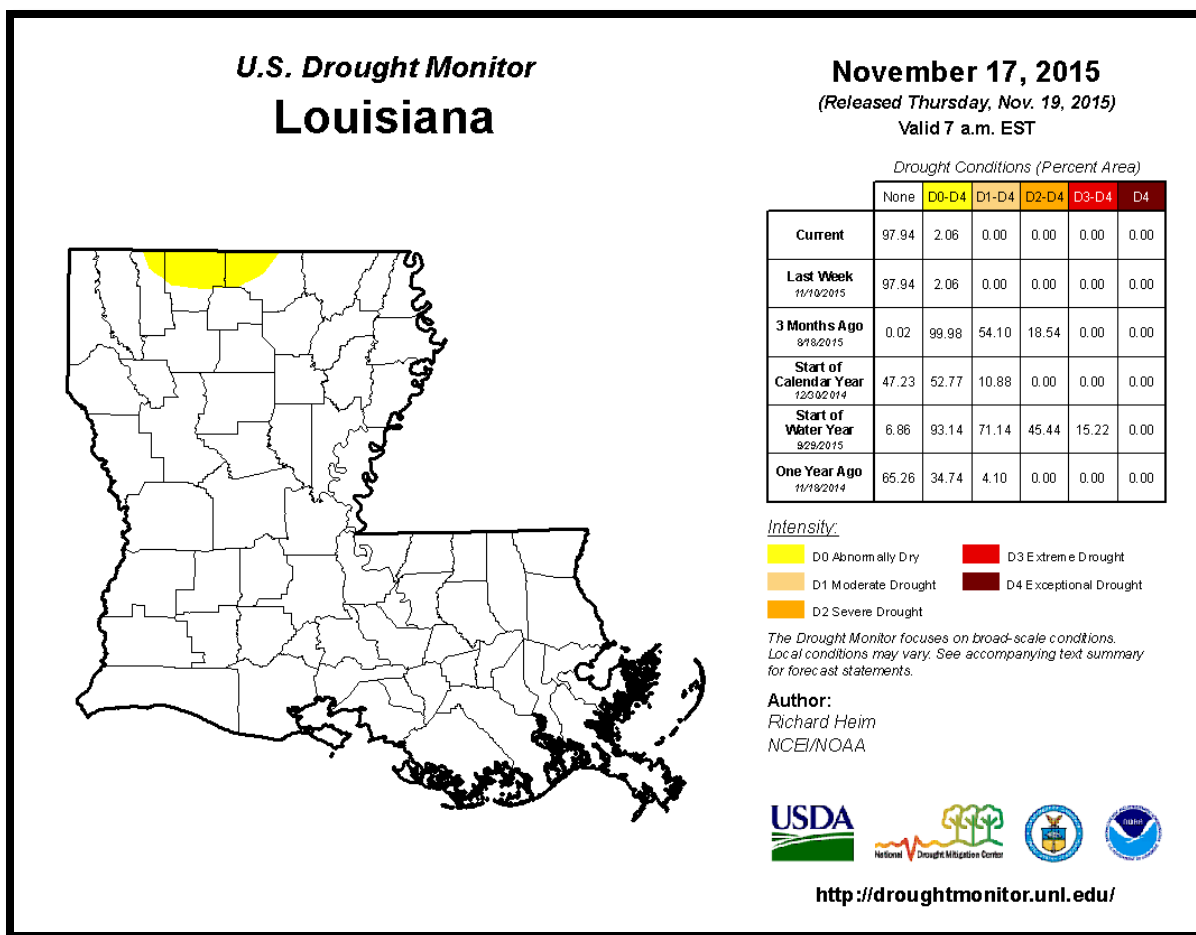 U.S. Drought Monitor
Louisiana
November 17, 2015
(Released Thursday, Nov. 19, 2015)
Valid 7 a.m. EST
Drought Conditions (Percent Area)
None D0-D4 D1-D4 D2-D4 D3-D4 D4
Current 97.94 2.06 0.00 0.00 0.00 0.00
Last Week
11/10/2015
97.94 2.06 0.00 0.00 0.00 0.00
3 Months Ago
8/18/2015
0.02 99.98 54.10 18.54 0.00 0.00
Start of
Calendar Year
12/30/2014
47.23 52.77 10.88 0.00 0.00 0.00
Start of
Water Year
9/29/2015
6.86 93.14 71.14 45.44 15.22 0.00
One Year Ago
11/18/2014
65.26 34.74 4.10 0.00 0.00 0.00
Intensity:
D0 Abnormally Dry
D1 Moderate Drought
D2 Severe Drought
D3 Extreme Drought
D4 Exceptional Drought
The Drought Monitor focuses on broad-scale conditions.
Local conditions may vary. See accompanying text summary
for forecast statements.
Author:
Richard Heim
NCEI/NOAA
USDA
National Drought Mitigation Center
NOAA
http://droughtmonitor.unl.edu/